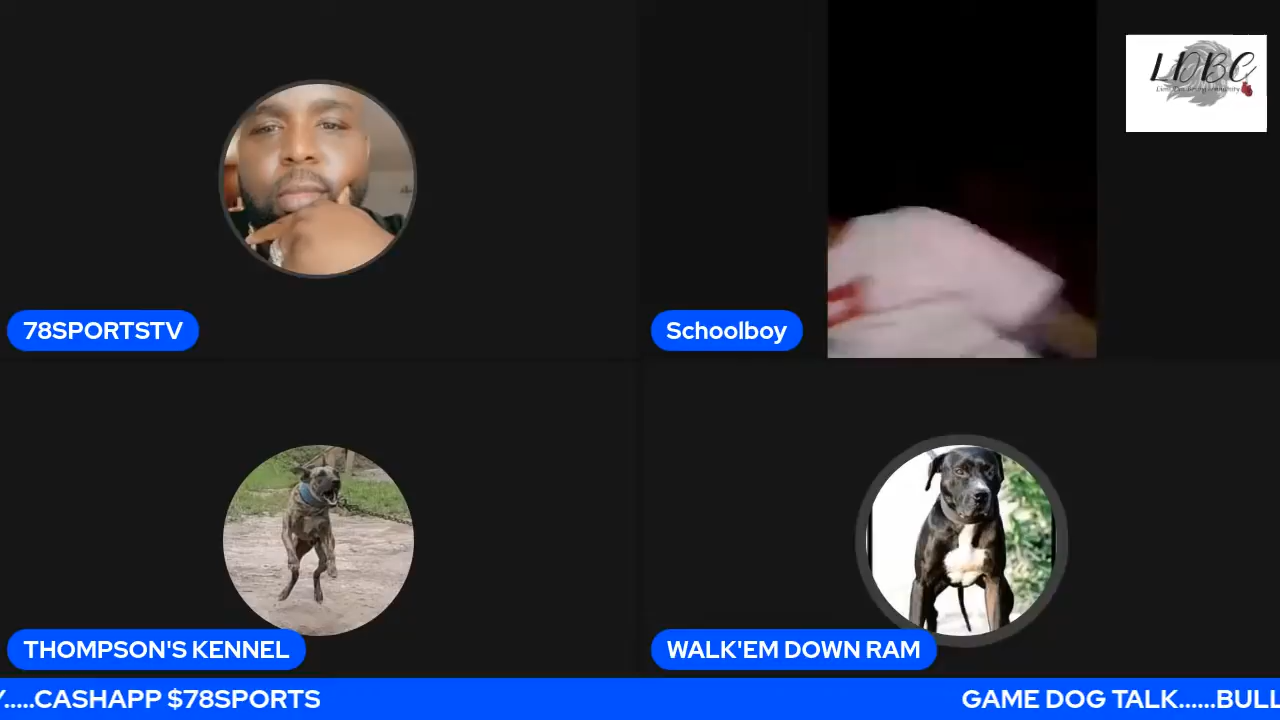 LDBC
78SPORTSTV
Schoolboy
THOMPSON'S KENNEL
WALK'EM DOWN RAM
.....CASHAPP $78SPORTS
GAME DOG TALK......BULL